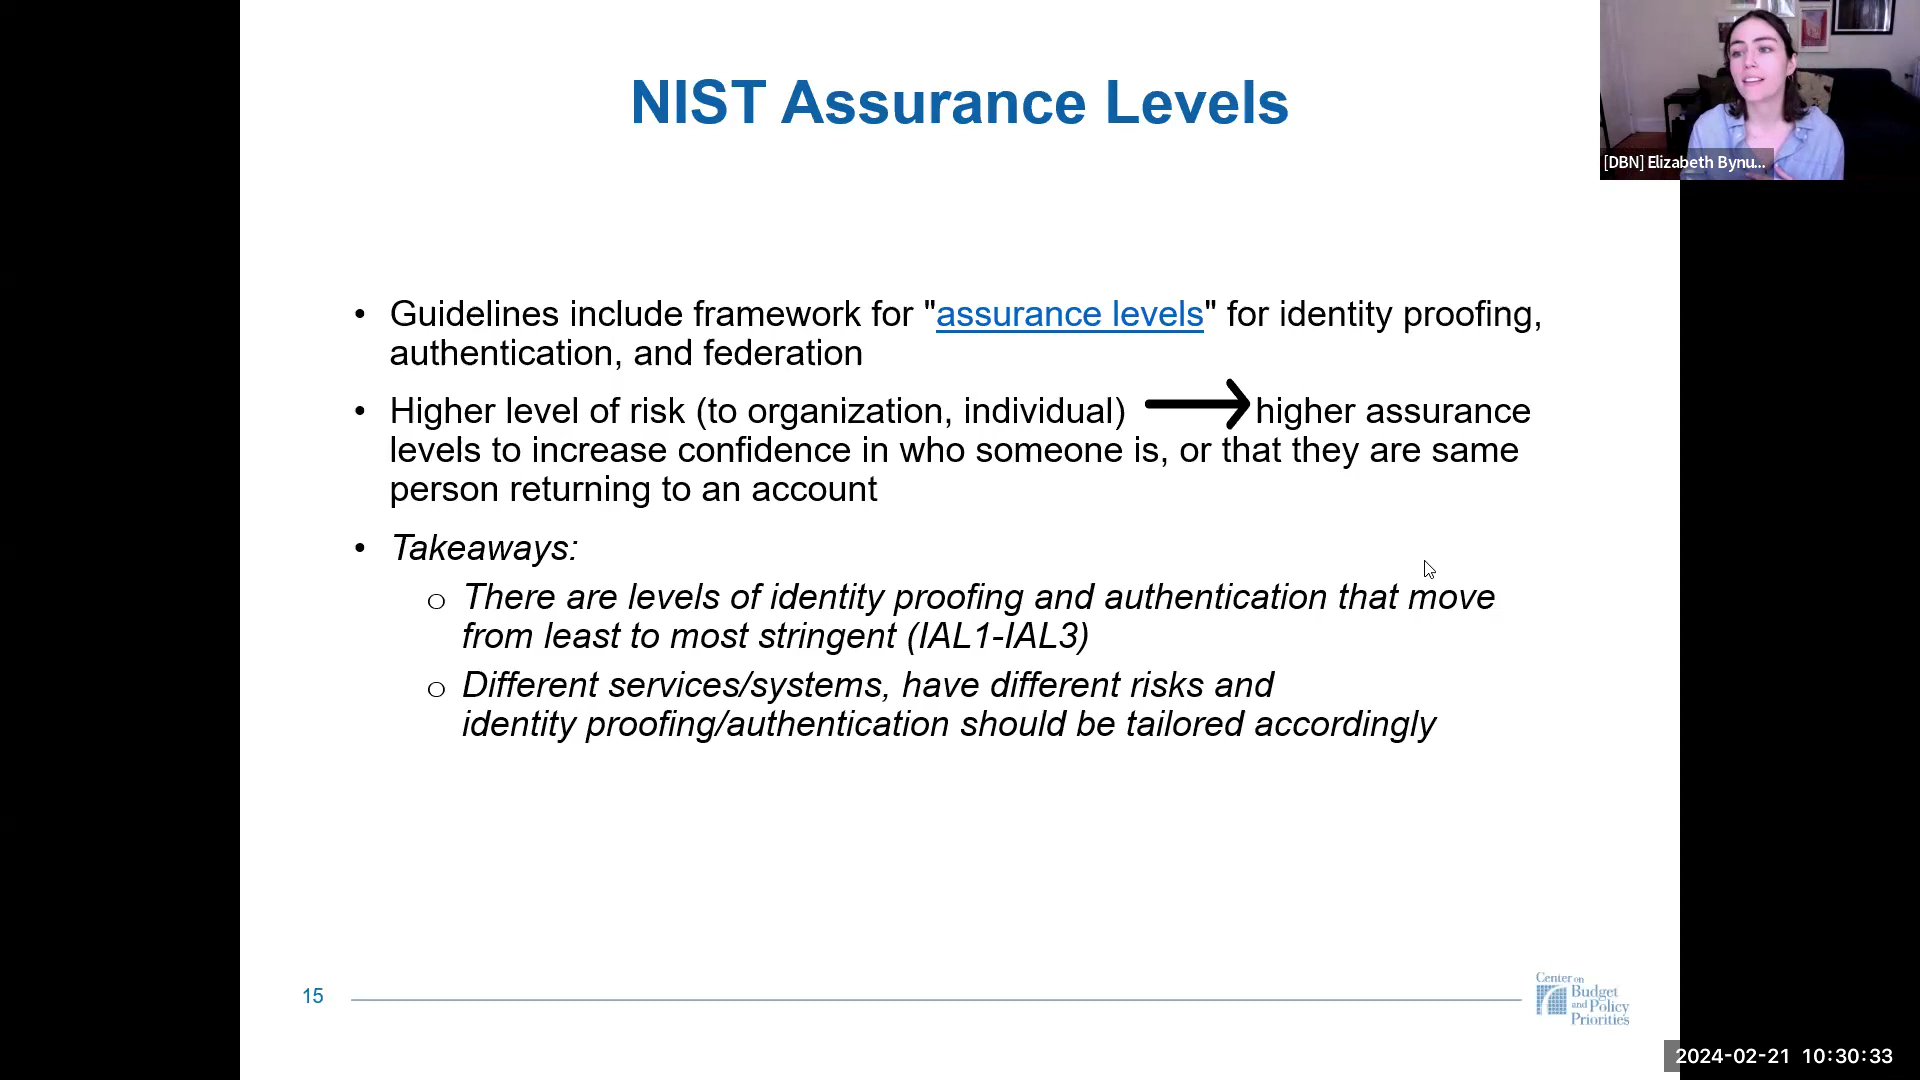 NIST Assurance Levels
[DBN] Elizabeth Bynu...
• Guidelines include framework for "assurance levels" for identity proofing,
authentication, and federation
• Higher level of risk (to organization, individual) higher assurance
levels to increase confidence in who someone is, or that they are same
person returning to an account
• Takeaways:
o There are levels of identity proofing and authentication that move
from least to most stringent (IAL1-IAL3)
o Different services/systems, have different risks and
identity proofing/authentication should be tailored accordingly
15
Center on
Budget
and Policy
Priorities
2024-02-21 10:30:33